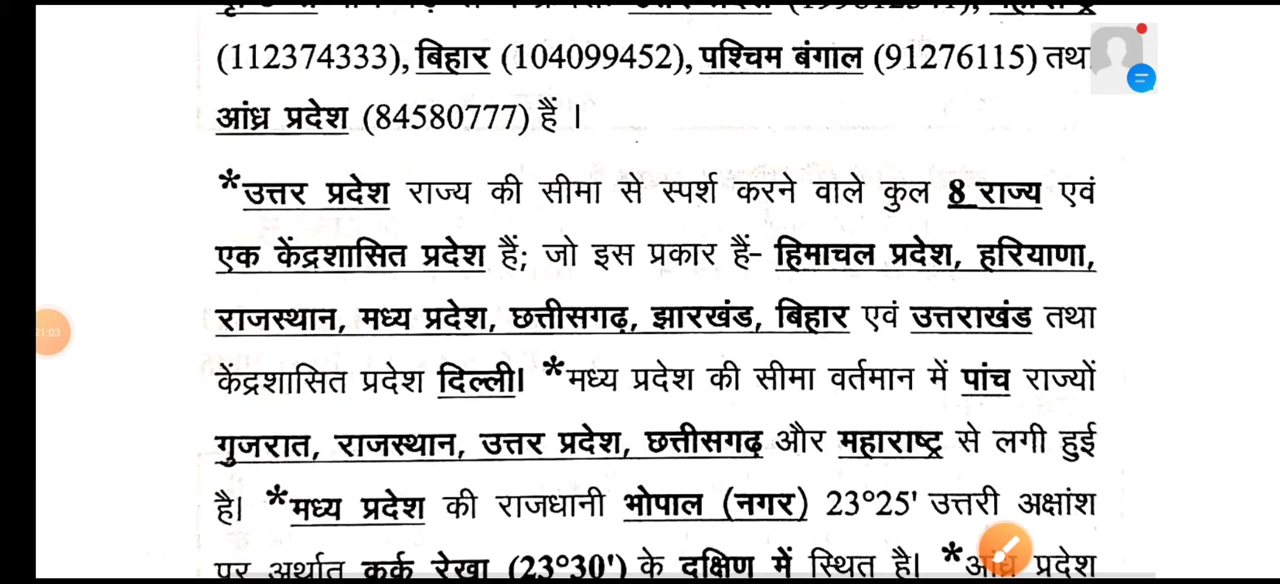 (112374333), बिहार (104099452), पश्चिम बंगाल (91276115) तथा
आंध्र प्रदेश (84580777) हैं ।
*उत्तर प्रदेश राज्य की सीमा से स्पर्श करने वाले कुल 8 राज्य एवं
एक केंद्रशासित प्रदेश हैं; जो इस प्रकार हैं- हिमाचल प्रदेश, हरियाणा,
राजस्थान, मध्य प्रदेश, छत्तीसगढ़, झारखंड, बिहार एवं उत्तराखंड तथा
केंद्रशासित प्रदेश दिल्ली। *मध्य प्रदेश की सीमा वर्तमान में पांच राज्यों
गुजरात, राजस्थान, उत्तर प्रदेश, छत्तीसगढ़ और महाराष्ट्र से लगी हुई
है। *मध्य प्रदेश की राजधानी भोपाल (नगर) 23°25' उत्तरी अक्षांश
पर अर्थात कर्क रेखा (23°30') के दक्षिण में स्थित है। *आंध्र प्रदेश